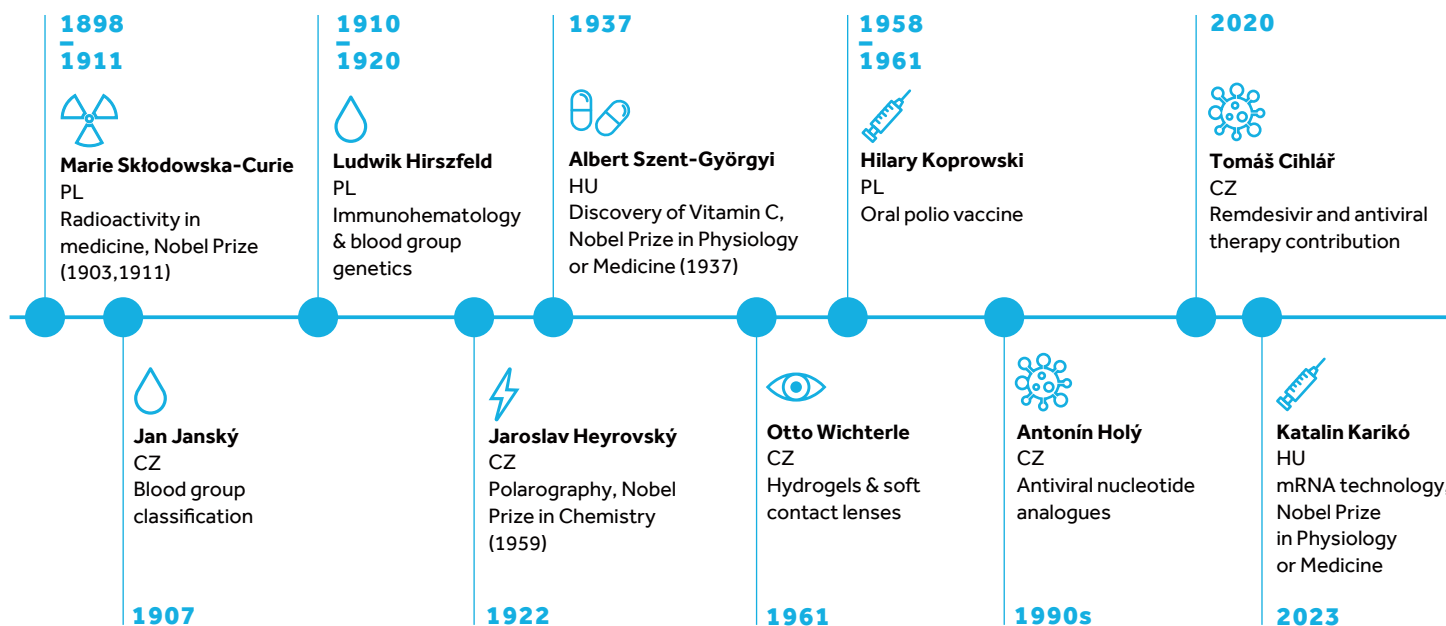 1898
–
1911
Marie Skłodowska-Curie
PL
Radioactivity in
medicine, Nobel Prize
(1903,1911)
1910
–
1920
Ludwik Hirszfeld
PL
Immunohematology
& blood group
genetics
1937
Albert Szent-Györgyi
HU
Discovery of Vitamin C,
Nobel Prize in Physiology
or Medicine (1937)
1958
–
1961
Hilary Koprowski
PL
Oral polio vaccine
2020
Tomáš Cihlář
CZ
Remdesivir and antiviral
therapy contribution
Jan Janský
CZ
Blood group
classification
1907
Jaroslav Heyrovský
CZ
Polarography, Nobel
Prize in Chemistry
(1959)
1922
Otto Wichterle
CZ
Hydrogels & soft
contact lenses
1961
Antonín Holý
CZ
Antiviral nucleotide
analogues
1990s
Katalin Karikó
HU
mRNA technology,
Nobel Prize
in Physiology
or Medicine
2023